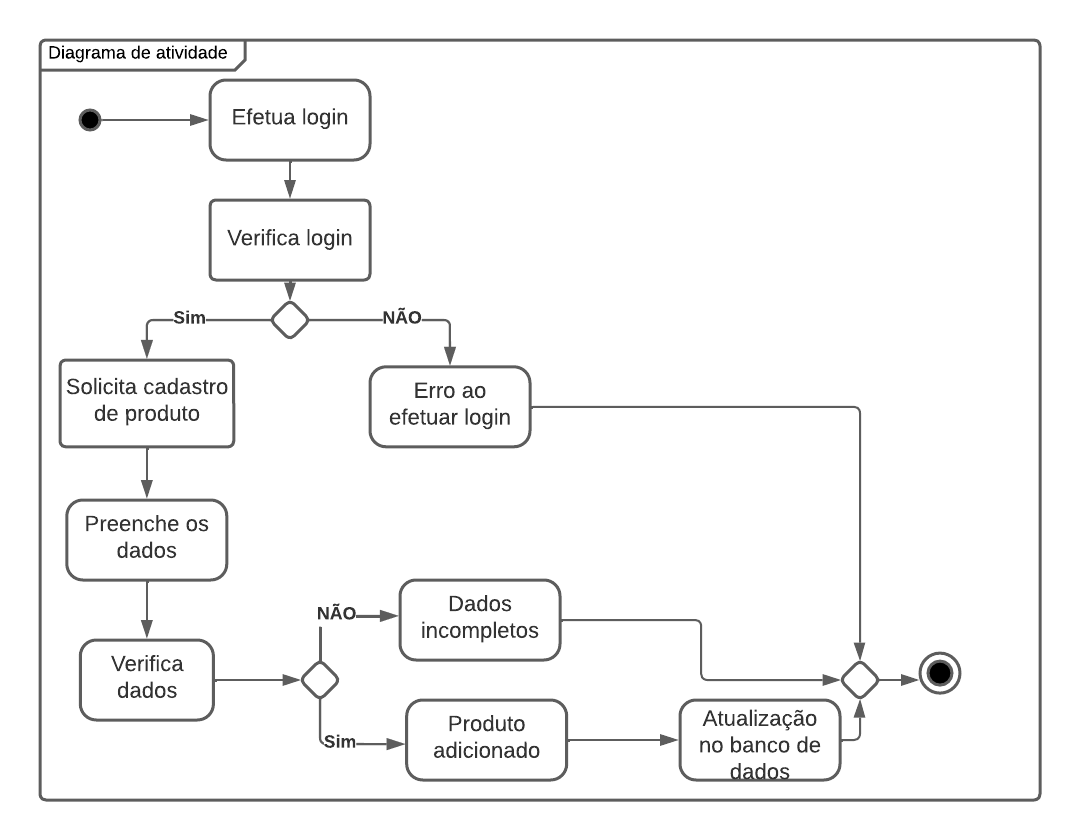 Diagrama de atividade
Efetua login
Verifica login
Sim
NÃO
Solicita cadastro
de produto
Erro ao
efetuar login
Preenche os
dados
NÃO
Dados
incompletos
Verifica
dados
Sim
Produto
adicionado
Atualização
no banco de
dados